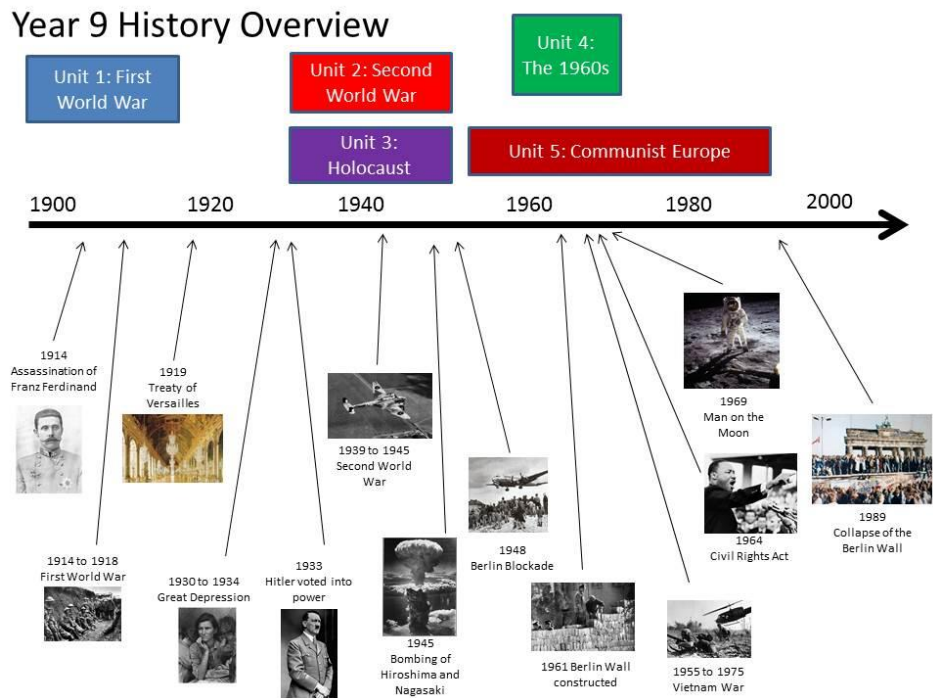 Year 9 History Overview
Unit 1: First
World War
Unit 2: Second
World War
Unit 3:
Holocaust
Unit 4:
The 1960s
Unit 5: Communist Europe
1900
1920
1940
1960
1980
2000
1914
Assassination of
Franz Ferdinand
1914 to 1918
First World War
1919
Treaty of
Versailles
1930 to 1934
Great Depression
1933
Hitler voted into
power
1939 to 1945
Second World
War
1945
Bombing of
Hiroshima and
Nagasaki
1948
Berlin Blockade
1961 Berlin Wall
constructed
1955 to 1975
Vietnam War
1964
Civil Rights Act
1969
Man on the
Moon
1989
Collapse of the
Berlin Wall